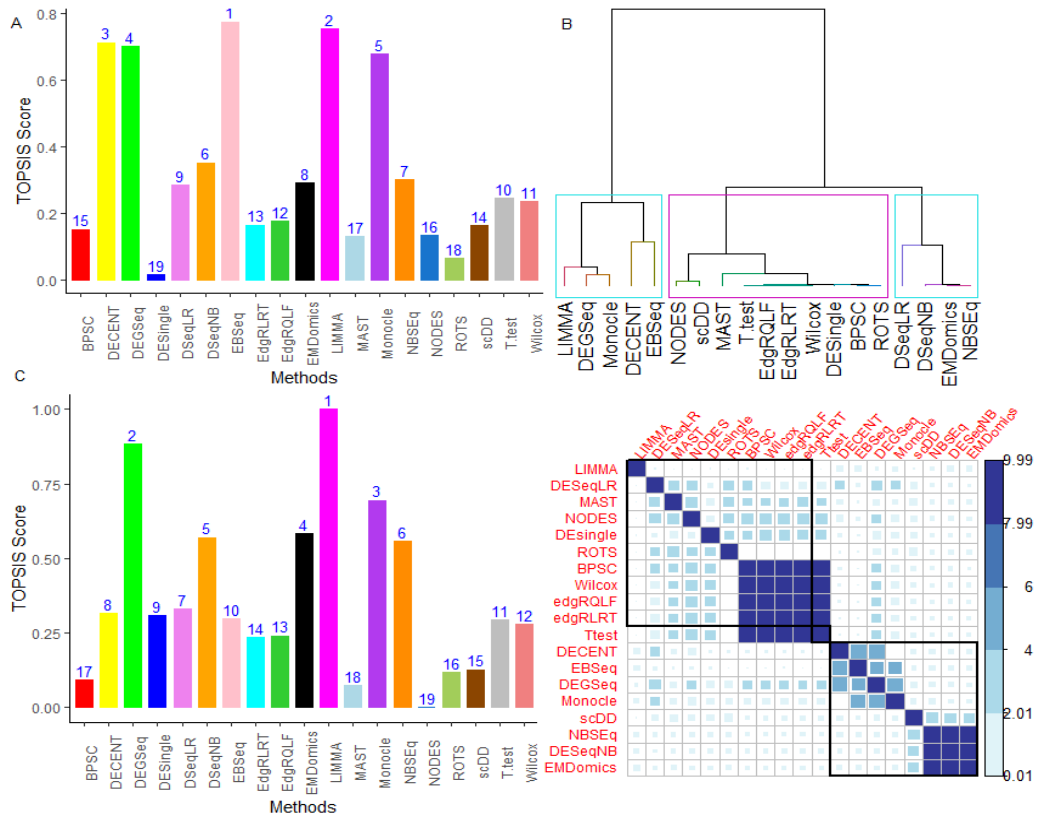 A
TOPSIS Score
0.8
0.6
0.4
0.2
0.0
15
3
4
19
9
6
1
13
12
8
2
17
5
7
16
18
14
10
11
BPSC
DECENT
DEGSeq
DESingle
DSeqLR
DSeqNB
EBSeq
EdgRLRT
EdgRQLF
EMDomics
LIMMA
MAST
Monocle
NBSEq
NODES
ROTS
scDD
T.test
Wilcox
Methods
B
LIMMA
DEGSeq
Monocle
DECENT
EBSeq
NODES
scDD
MAST
T.test
EdgRQLF
EdgRLRT
Wilcox
DESingle
BPSC
ROTS
DSeqLR
DSeqNB
EMDomics
NBSEq
C
TOPSIS Score
1.00
0.75
0.50
0.25
0.00
17
8
2
9
7
5
10
14
13
4
1
18
3
6
19
16
15
11
12
BPSC
DECENT
DEGSeq
DESingle
DSeqLR
DSeqNB
EBSeq
EdgRLRT
EdgRQLF
EMDomics
LIMMA
MAST
Monocle
NBSEq
NODES
ROTS
scDD
T.test
Wilcox
Methods
LIMMA
DESeqLR
MAST
NODES
DEsingle
ROTS
BPSC
Wilcox
edgRQLF
edgRLRT
Ttest
DECENT
EBSeq
DEGSeq
Monocle
scDD
NBSEq
DESeqNB
EMDomics
LIMMA
DESeqLR
MAST
NODES
DEsingle
ROTS
BPSC
Wilcox
edgRQLF
edgRLRT
Ttest
DECENT
EBSeq
DEGSeq
Monocle
scDD
NBSEq
DESeqNB
EMDomics
9.99
7.99
6
4
2.01
0.01